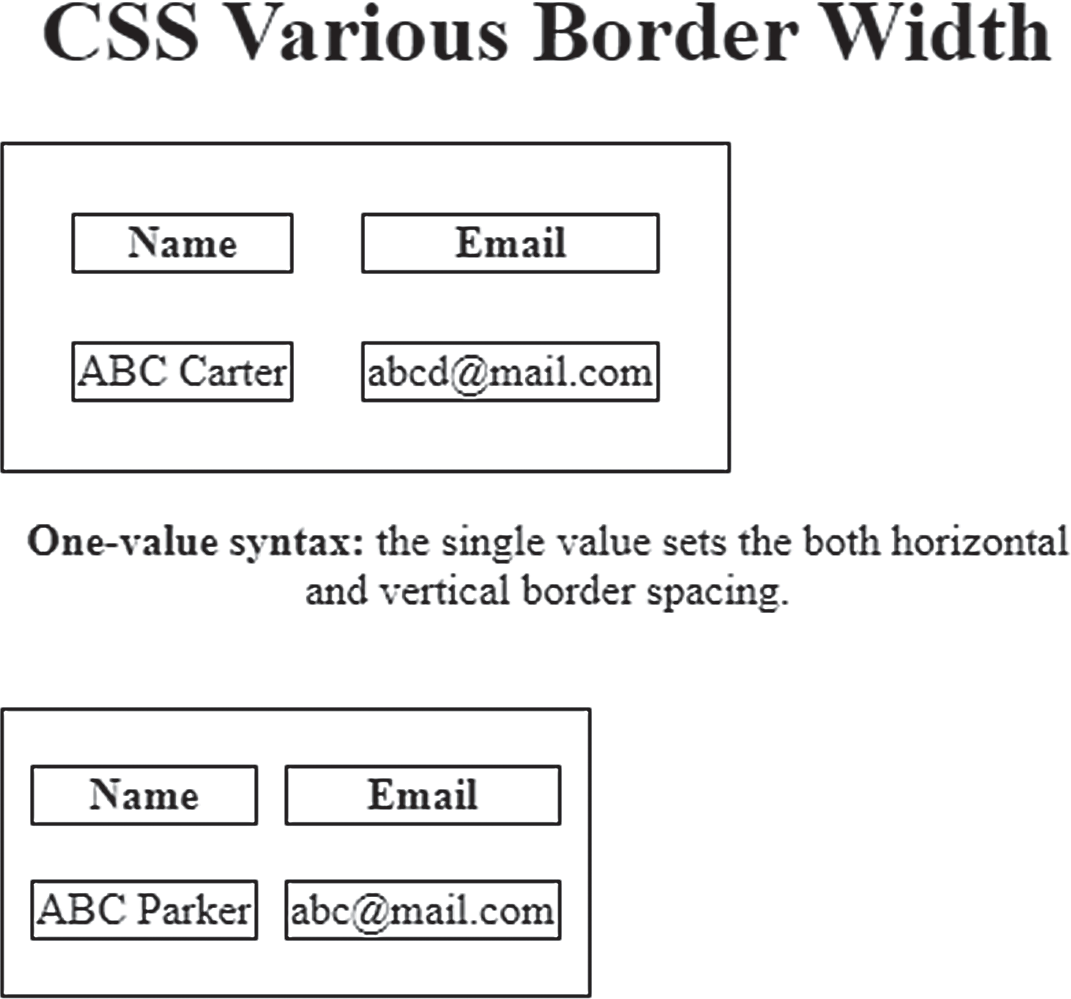 CSS Various Border Width
Name Email
ABC Carter abcd@mail.com
One-value syntax: the single value sets the both horizontal
and vertical border spacing.
Name Email
ABC Parker abc@mail.com